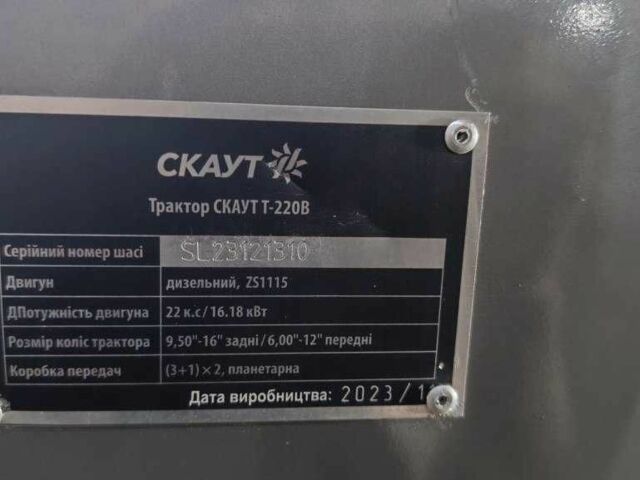 СКАУТ
Трактор СКАУТ Т-220В
Серійний номер шасі SL23121310
Двигун дизельний, ZS1115
ДПотужність двигуна 22 к.с/16.18 кВт
Розмір коліс трактора 9,50"-16" задні/6,00"-12" передні
Коробка передач (3+1)×2, планетарна
Дата виробництва: 2023/1